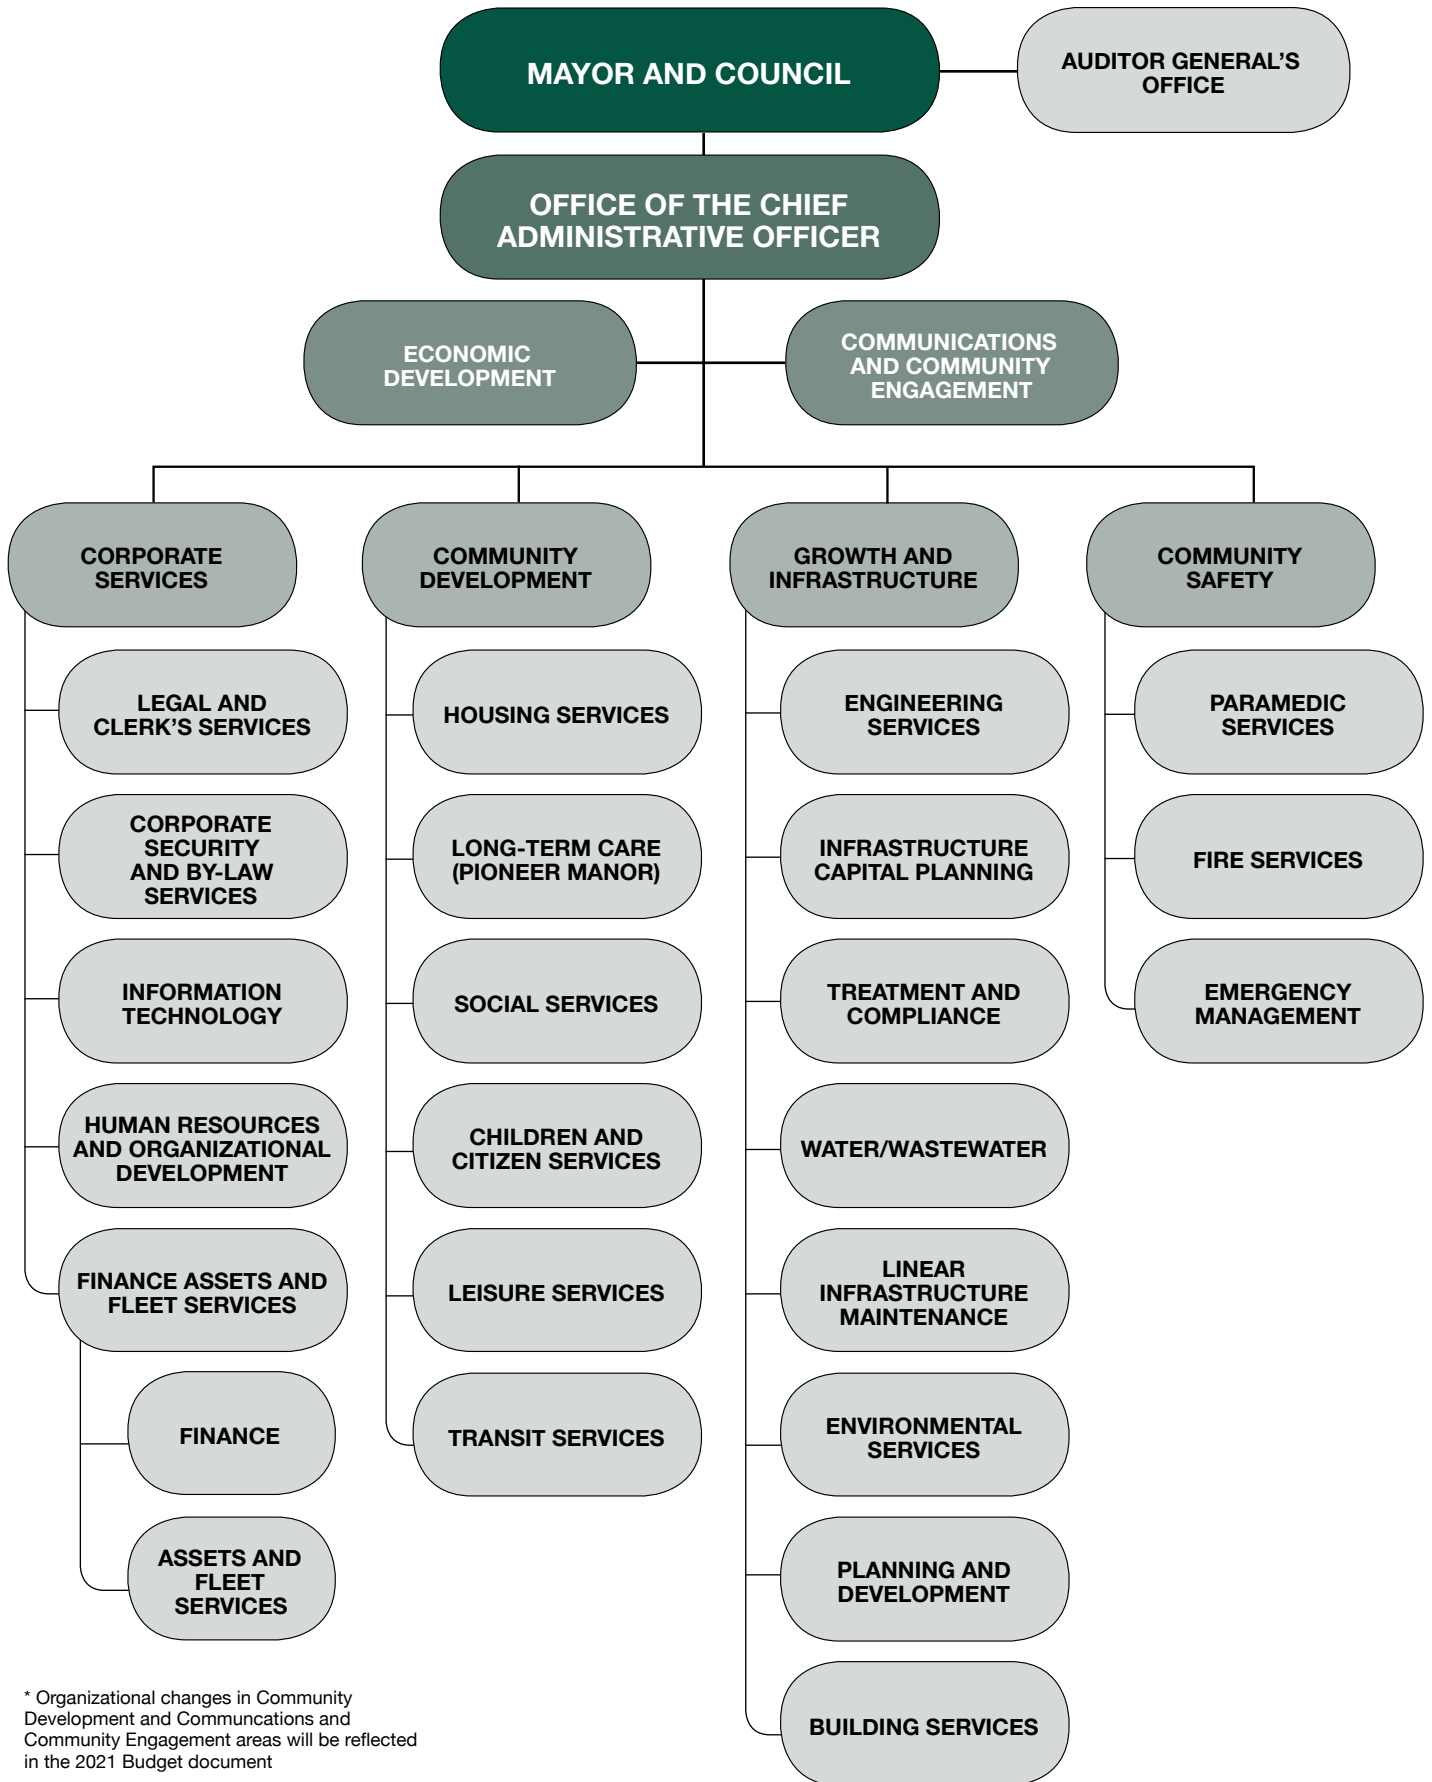 MAYOR AND COUNCIL
AUDITOR GENERAL'S
OFFICE
OFFICE OF THE CHIEF
ADMINISTRATIVE OFFICER
ECONOMIC
DEVELOPMENT
COMMUNICATIONS
AND COMMUNITY
ENGAGEMENT
CORPORATE
SERVICES
LEGAL AND
CLERK'S SERVICES
CORPORATE
SECURITY
AND BY-LAW
SERVICES
INFORMATION
TECHNOLOGY
HUMAN RESOURCES
AND ORGANIZATIONAL
DEVELOPMENT
FINANCE ASSETS AND
FLEET SERVICES
FINANCE
ASSETS AND
FLEET
SERVICES
COMMUNITY
DEVELOPMENT
HOUSING SERVICES
LONG-TERM CARE
(PIONEER MANOR)
SOCIAL SERVICES
CHILDREN AND
CITIZEN SERVICES
LEISURE SERVICES
TRANSIT SERVICES
GROWTH AND
INFRASTRUCTURE
ENGINEERING
SERVICES
INFRASTRUCTURE
CAPITAL PLANNING
TREATMENT AND
COMPLIANCE
WATER/WASTEWATER
LINEAR
INFRASTRUCTURE
MAINTENANCE
ENVIRONMENTAL
SERVICES
PLANNING AND
DEVELOPMENT
BUILDING SERVICES
COMMUNITY
SAFETY
PARAMEDIC
SERVICES
FIRE SERVICES
EMERGENCY
MANAGEMENT
* Organizational changes in Community
Development and Communcations and
Community Engagement areas will be reflected
in the 2021 Budget document